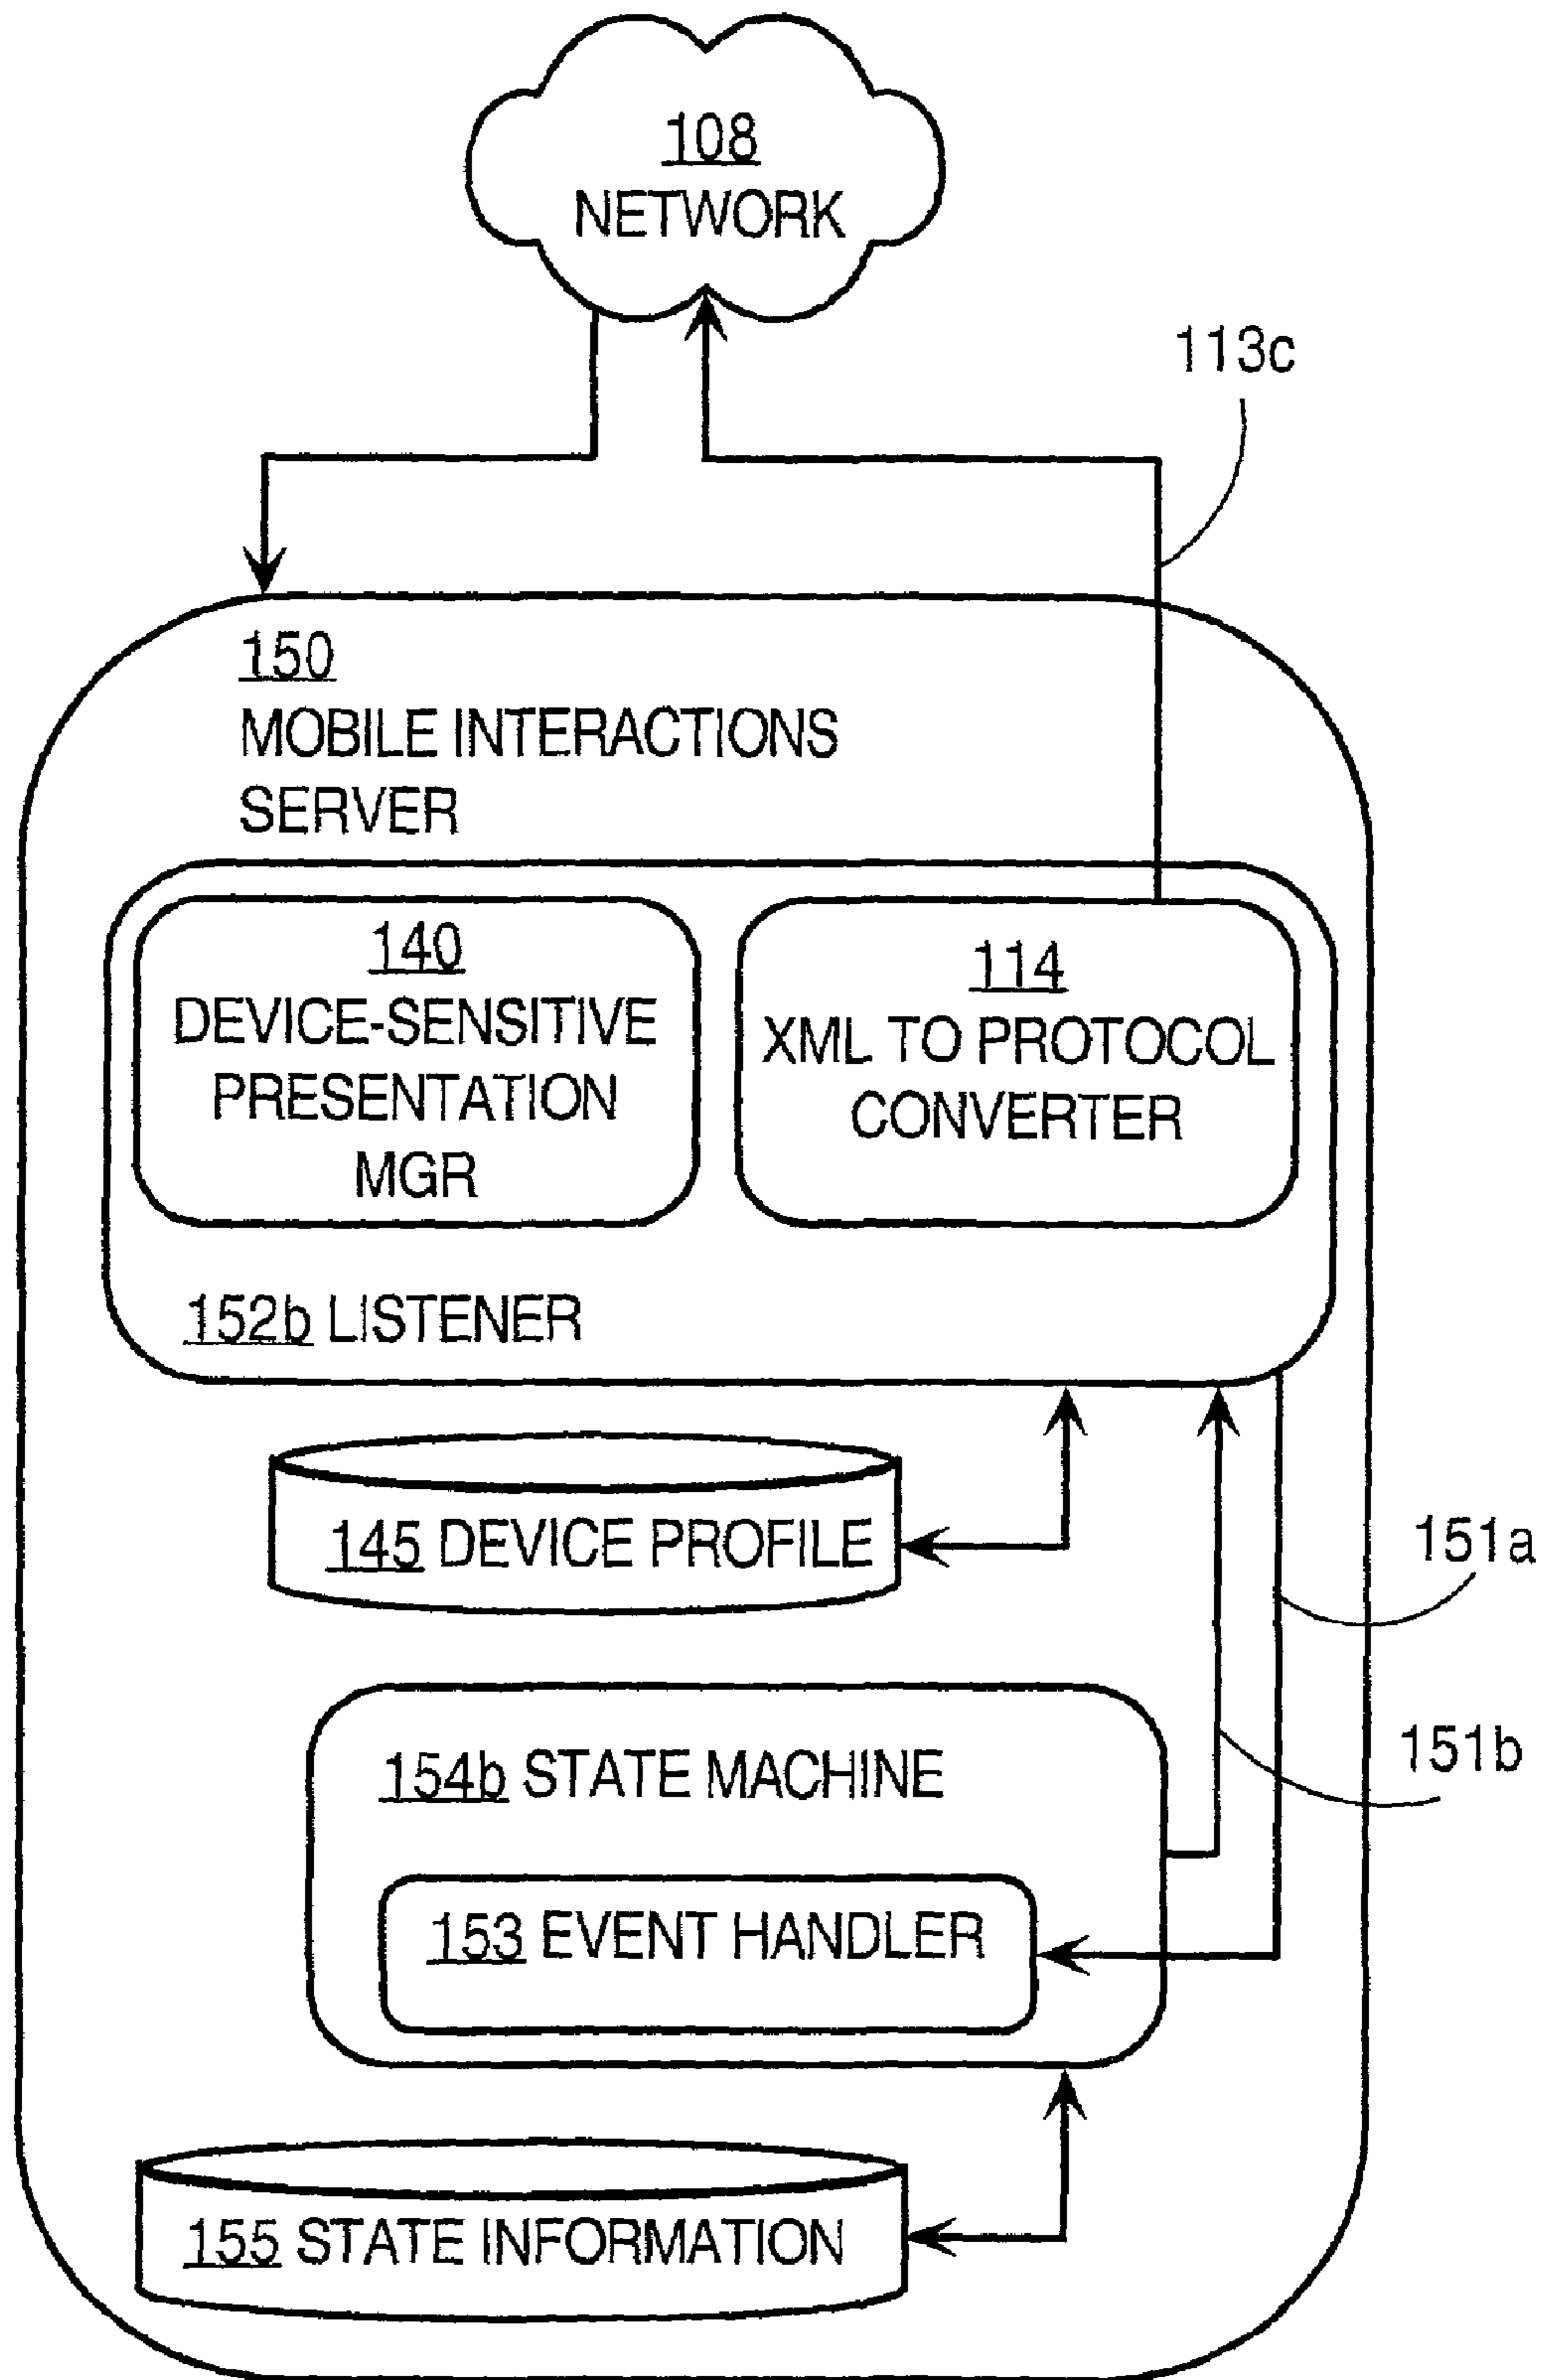 108
NETWORK
113c
150
MOBILE INTERACTIONS
SERVER
140
DEVICE-SENSITIVE
PRESENTATION
MGR
114
XML TO PROTOCOL
CONVERTER
152b LISTENER
145 DEVICE PROFILE
151a
154b STATE MACHINE
151b
153 EVENT HANDLER
155 STATE INFORMATION